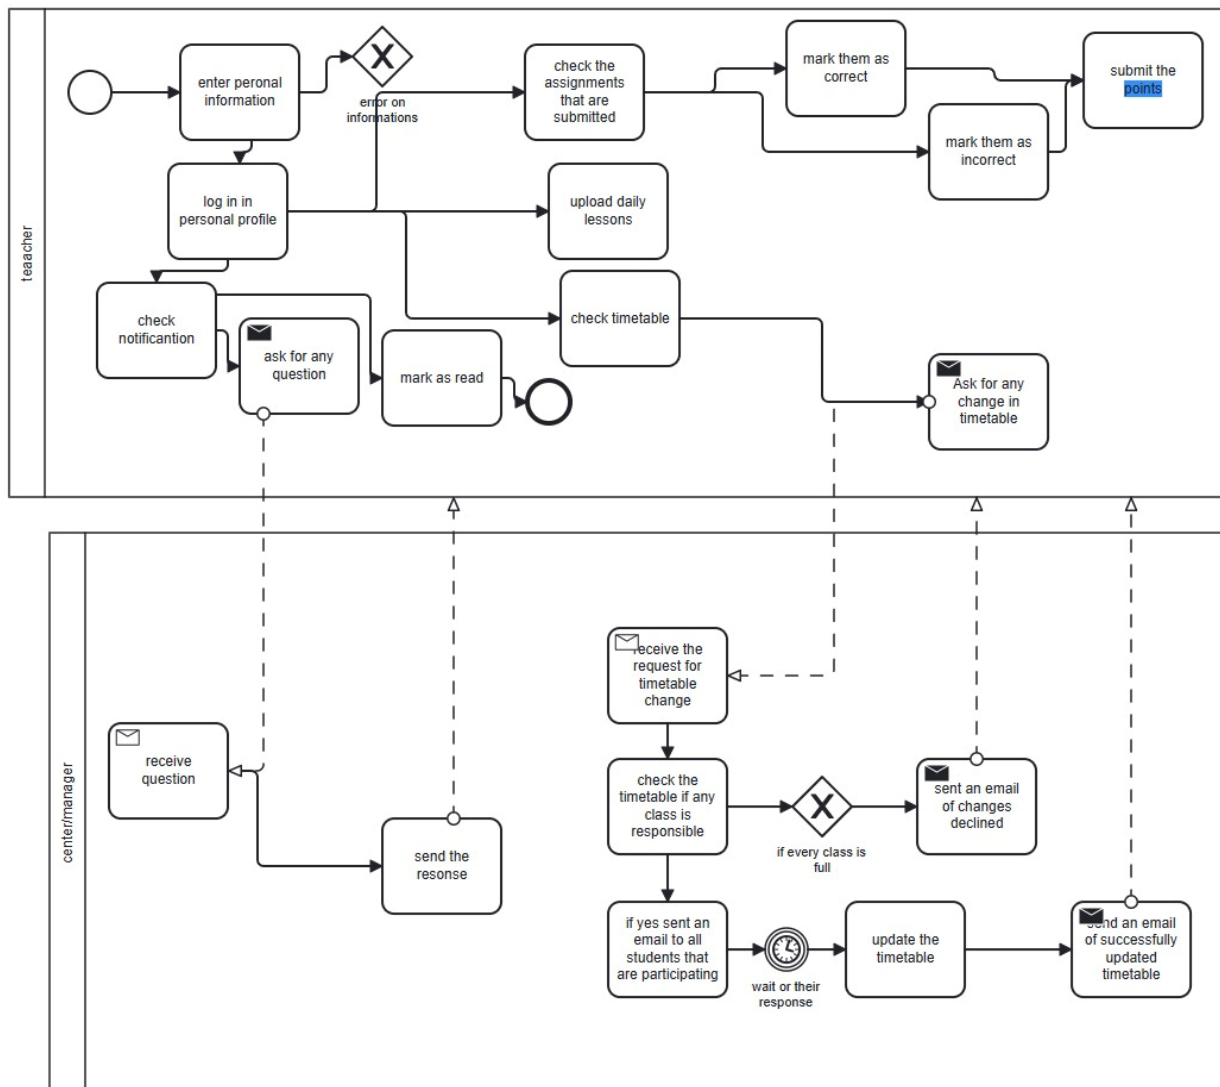 teaacher
enter peronal
information
error on
informations
check the
assignments
that are
submitted
mark them as
correct
submit the
points
mark them as
incorrect
log in in
personal profile
upload daily
lessons
check
notificantion
ask for any
question
mark as read
check timetable
Ask for any
change in
timetable
center/manager
receive
question
send the
resonse
receive the
request for
timetable
change
check the
timetable if any
class is
responsible
if every class is
full
sent an email
of changes
declined
if yes sent an
email to all
students that
are participating
wait or their
response
update the
timetable
send an email
of successfully
updated
timetable